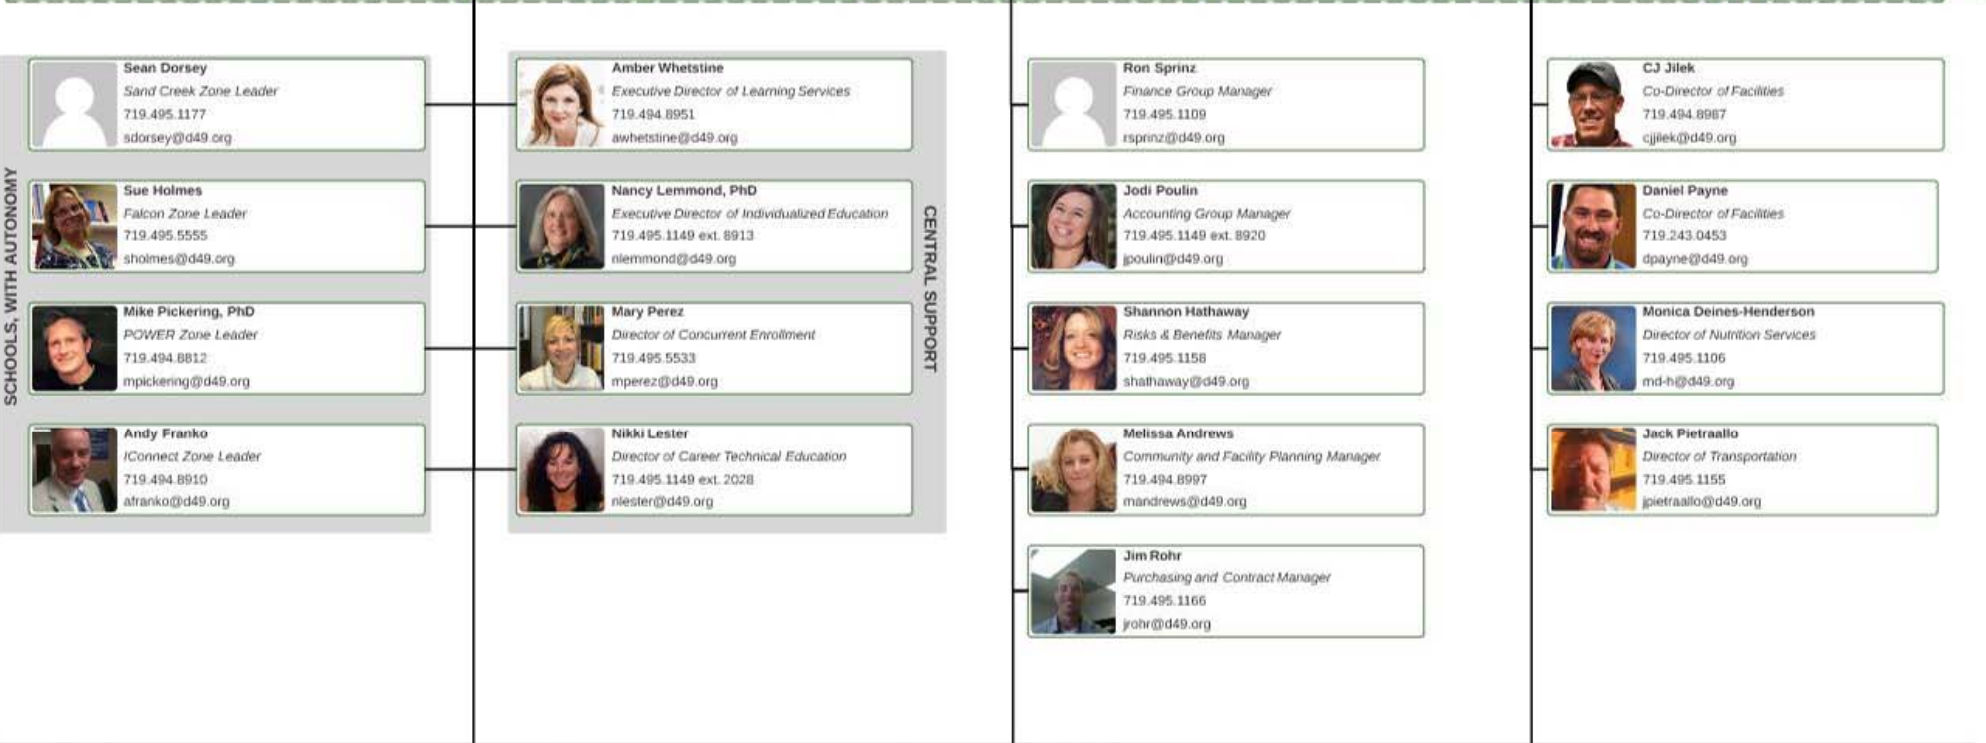 SCHOOLS, WITH AUTONOMY
Sean Dorsey
Sand Creek Zone Leader
719.495.1177
sdorsey@d49.org
Sue Holmes
Falcon Zone Leader
719.495.5555
sholmes@d49.org
Mike Pickering, PhD
POWER Zone Leader
719.494.8812
mpickering@d49.org
Andy Franko
IConnect Zone Leader
719.494.8910
afranko@d49.org
Amber Whetstine
Executive Director of Learning Services
719.494.8951
awhetstine@d49.org
Nancy Lemmond, PhD
Executive Director of Individualized Education
719.495.1149 ext. 8913
nlemmond@d49.org
Mary Perez
Director of Concurrent Enrollment
719.495.5533
mperez@d49.org
Nikki Lester
Director of Career Technical Education
719.495.1149 ext. 2028
nlester@d49.org
CENTRAL SUPPORT
Ron Sprinz
Finance Group Manager
719.495.1109
rsprinz@d49.org
Jodi Poulin
Accounting Group Manager
719.495.1149 ext. 8920
jpoulin@d49.org
Shannon Hathaway
Risks & Benefits Manager
719.495.1158
shathaway@d49.org
Melissa Andrews
Community and Facility Planning Manager
719.494.8997
mandrews@d49.org
Jim Rohr
Purchasing and Contract Manager
719.495.1166
jrohr@d49.org
CJ Jilek
Co-Director of Facilities
719.494.8987
cjjilek@d49.org
Daniel Payne
Co-Director of Facilities
719.243.0453
dpayne@d49.org
Monica Deines-Henderson
Director of Nutrition Services
719.495.1106
md-h@d49.org
Jack Pietraallo
Director of Transportation
719.495.1155
jpietraallo@d49.org